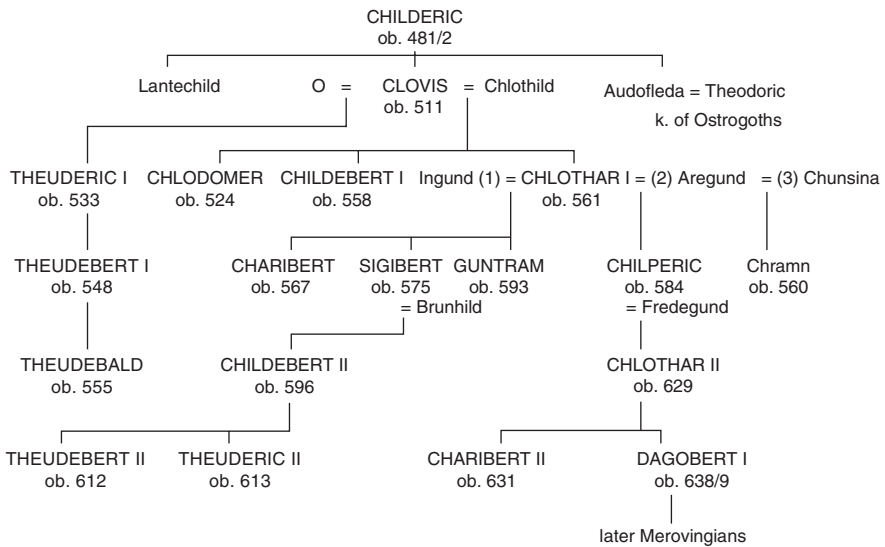 CHILDERIC
ob. 481/2
Lantechild O = CLOVIS = Chlothild Audofleda = Theodoric
ob. 511 k. of Ostrogoths
THEUDERIC I CHLODOMER CHILDEBERT I Ingund (1) = CHLOTHAR I = (2) Aregund = (3) Chunsina
ob. 533 ob. 524 ob. 558 ob. 561
THEUDEBERT I CHARIBERT SIGIBERT GUNTRAM CHILPERIC Chramn
ob. 548 ob. 567 ob. 575 ob. 593 ob. 584 ob. 560
= Brunhild = Fredegund
THEUDEBALD CHILDEBERT II CHLOTHAR II
ob. 555 ob. 596 ob. 629
THEUDEBERT II THEUDERIC II CHARIBERT II DAGOBERT I
ob. 612 ob. 613 ob. 631 ob. 638/9
later Merovingians